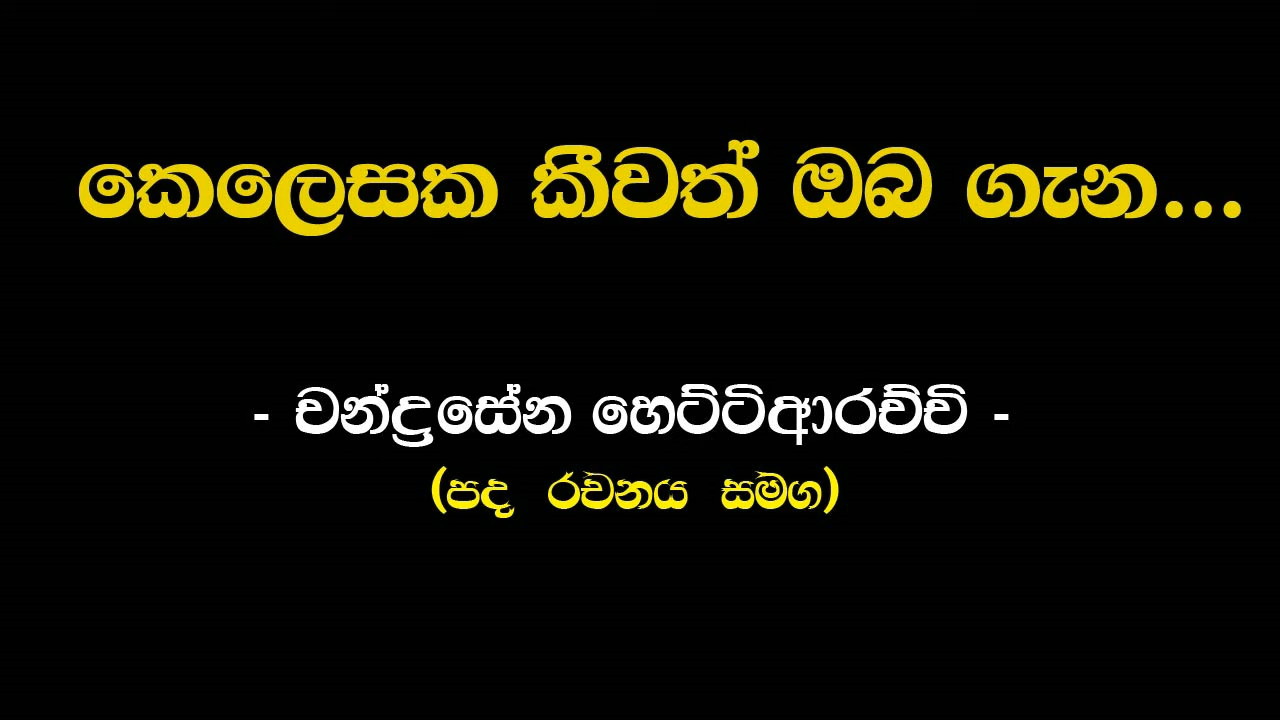 කෙලෙසක කීවත් ඔබ ගැන...
- චන්ද්‍රසේන හෙට්ටිආරච්චි -
(පද රචනය සමග)